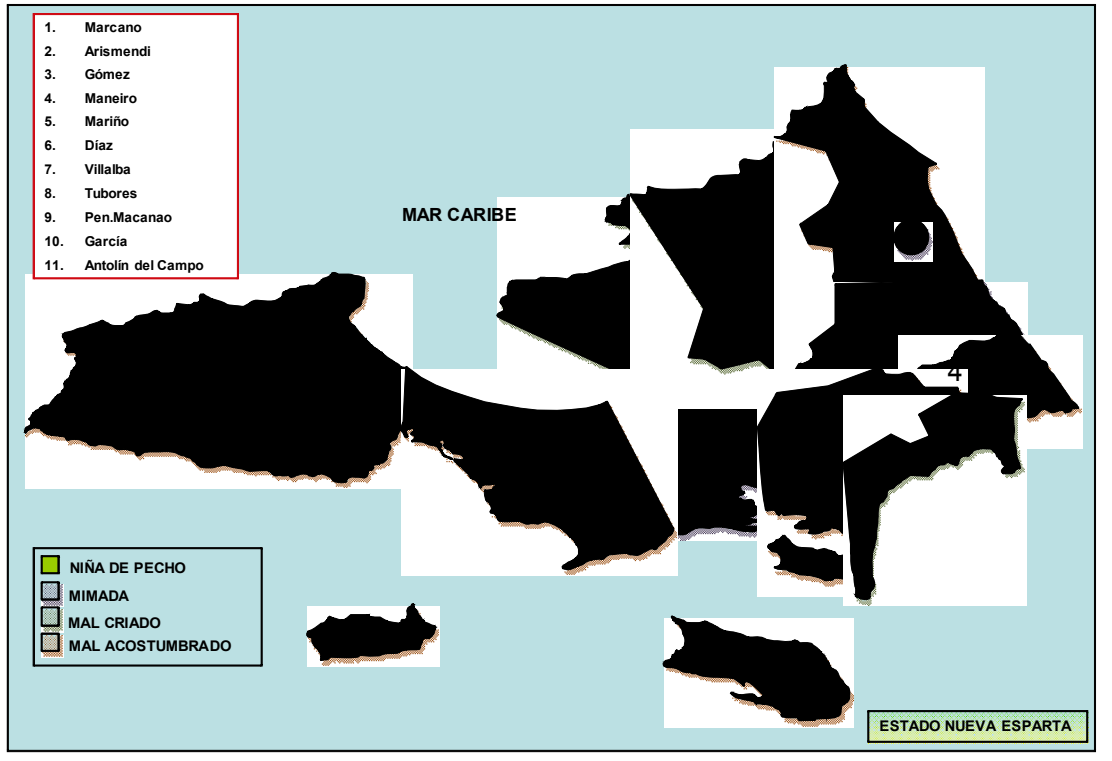 1. Marcano
2. Arismendi
3. Gómez
4. Maneiro
5. Mariño
6. Díaz
7. Villalba
8. Tubores
9. Pen.Macanao
10. García
11. Antolín del Campo
MAR CARIBE
4
NIÑA DE PECHO
MIMADA
MAL CRIADO
MAL ACOSTUMBRADO
ESTADO NUEVA ESPARTA